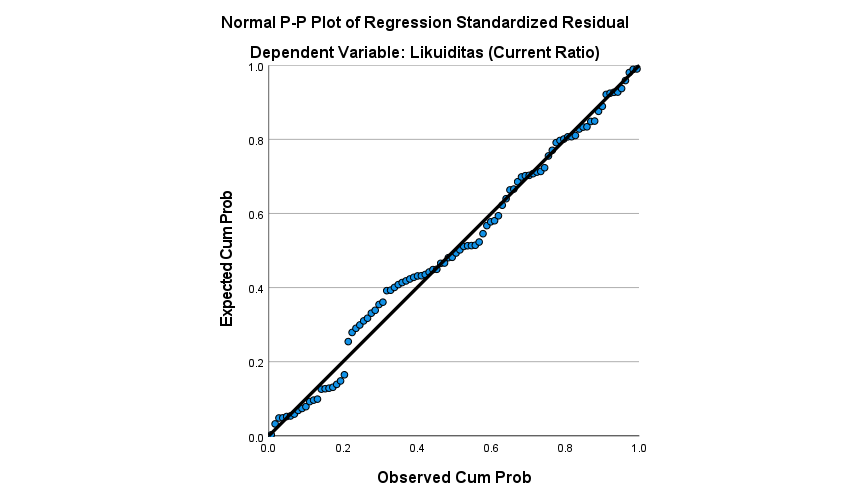 Normal P-P Plot of Regression Standardized Residual
Dependent Variable: Likuiditas (Current Ratio)
1.0
0.8
0.6
0.4
0.2
0.0
Expected Cum Prob
0.0 0.2 0.4 0.6 0.8 1.0
Observed Cum Prob